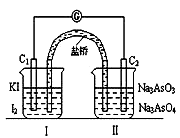 G
C₁ 盐桥 C₂
KI Na₃AsO₃
I₂ Na₃AsO₄
I II